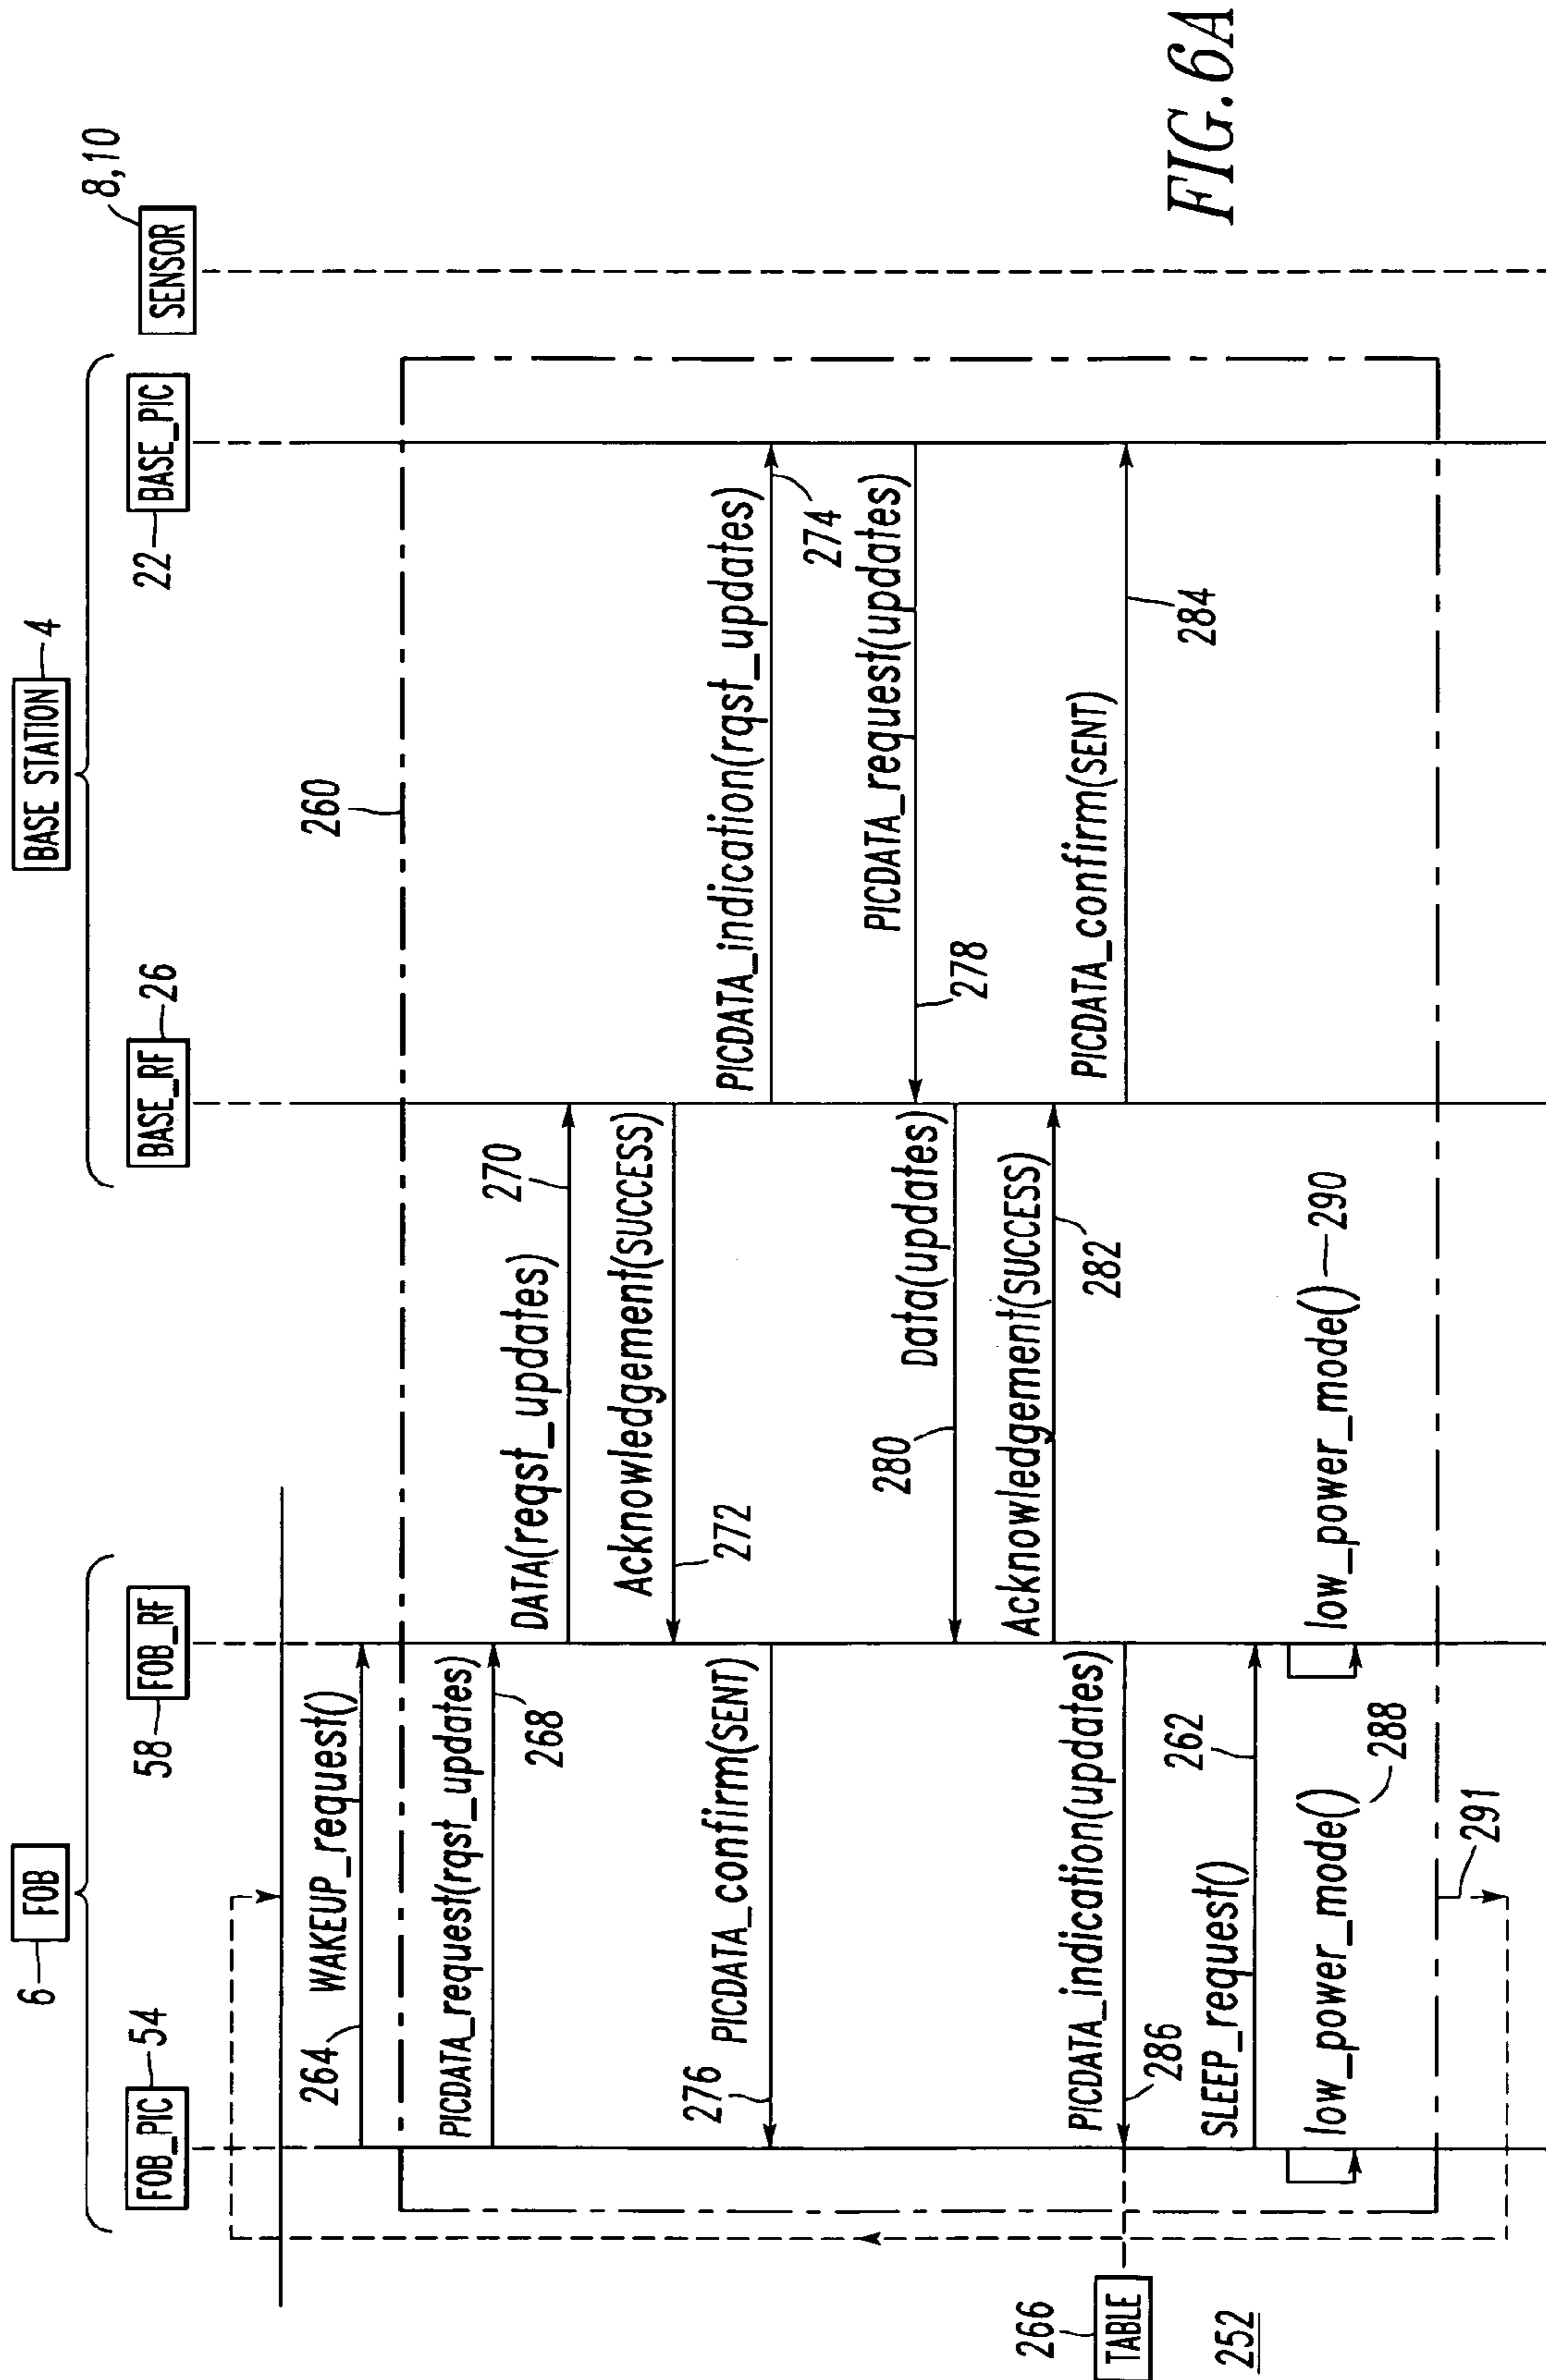 6 FOB
BASE STATION 4
FOB_PIC 54
58 FOB_RF
BASE_RF 26
22 BASE_PIC
SENSOR 8,10
264 WAKEUP_request()
260
PICDATA_request(rqst_updates)
268
DATA(reqst_updates) 270
Acknowledgement(SUCCESS)
272
276 PICDATA_confirm(SENT)
PICDATA_indication(rqst_updates)
274
PICDATA_request(updates)
278
280 Data(updates)
Acknowledgement(SUCCESS)
282
PICDATA_confirm(SENT)
284
266
TABLE
PICDATA_indication(updates)
286
SLEEP_request() 262
low_power_mode() 288
low_power_mode() 290
291
252
FIG.6A